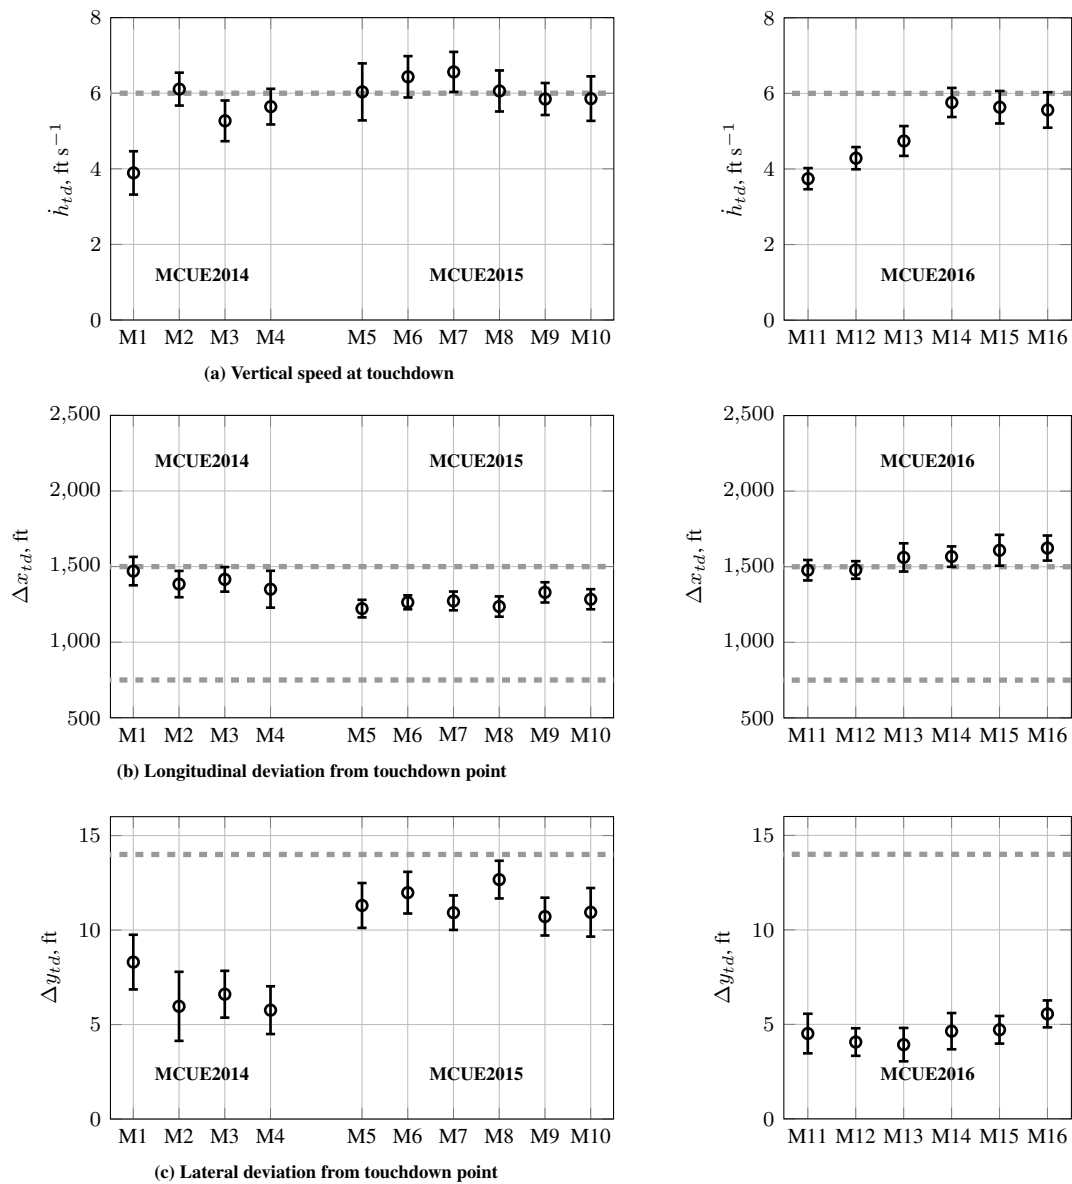 8
6
4
2
0
ḣtd, ft s−1
MCUE2014
MCUE2015
M1 M2 M3 M4 M5 M6 M7 M8 M9 M10
8
6
4
2
0
ḣtd, ft s−1
MCUE2016
M11 M12 M13 M14 M15 M16
(a) Vertical speed at touchdown
2,500
2,000
1,500
1,000
500
Δxtd, ft
MCUE2014
MCUE2015
M1 M2 M3 M4 M5 M6 M7 M8 M9 M10
2,500
2,000
1,500
1,000
500
Δxtd, ft
MCUE2016
M11 M12 M13 M14 M15 M16
(b) Longitudinal deviation from touchdown point
15
10
5
0
Δytd, ft
MCUE2014
MCUE2015
M1 M2 M3 M4 M5 M6 M7 M8 M9 M10
15
10
5
0
Δytd, ft
MCUE2016
M11 M12 M13 M14 M15 M16
(c) Lateral deviation from touchdown point